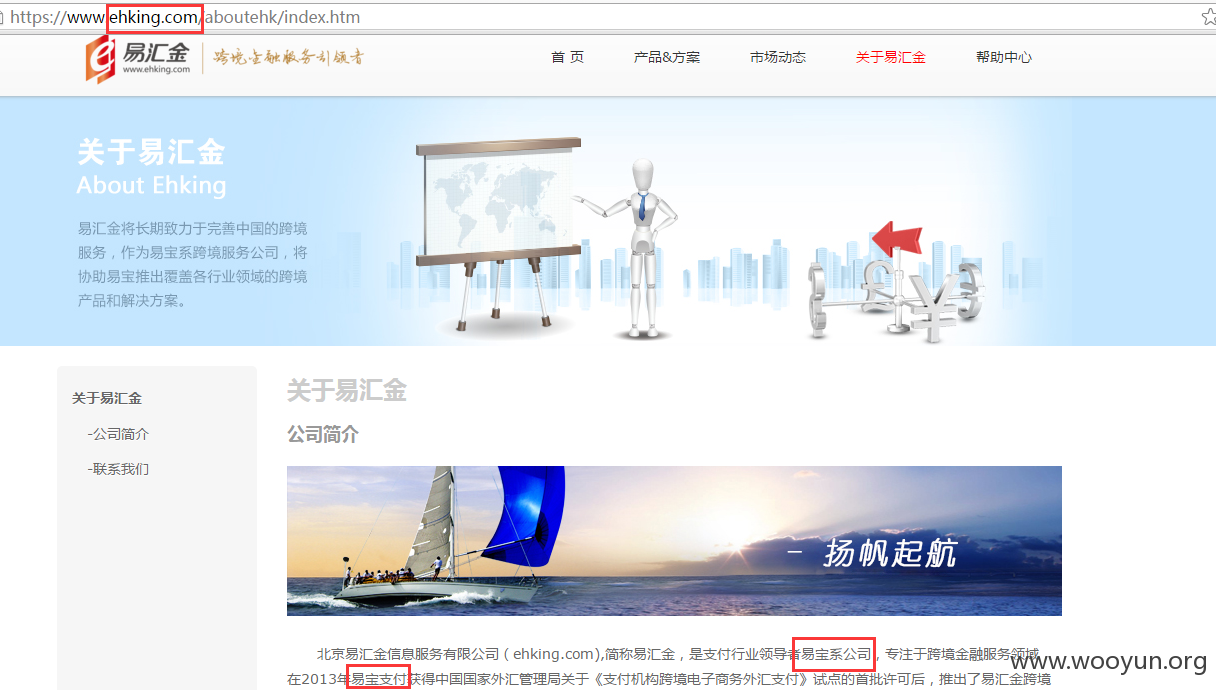 https://www.ehking.com/aboutehk/index.htm
易汇金
www.ehking.com
跨境金融服务引领者
首 页 产品&方案 市场动态 关于易汇金 帮助中心
关于易汇金
About Ehking
易汇金将长期致力于完善中国的跨境
服务，作为易宝系跨境服务公司，将
协助易宝推出覆盖各行业领域的跨境
产品和解决方案。
关于易汇金
-公司简介
-联系我们
关于易汇金
公司简介
– 扬帆起航
北京易汇金信息服务有限公司（ehking.com),简称易汇金，是支付行业领导者易宝系公司，专注于跨境金融服务领域
在2013年易宝支付获得中国国家外汇管理局关于《支付机构跨境电子商务外汇支付》试点的首批许可后，推出了易汇金跨境
www.wooyun.org